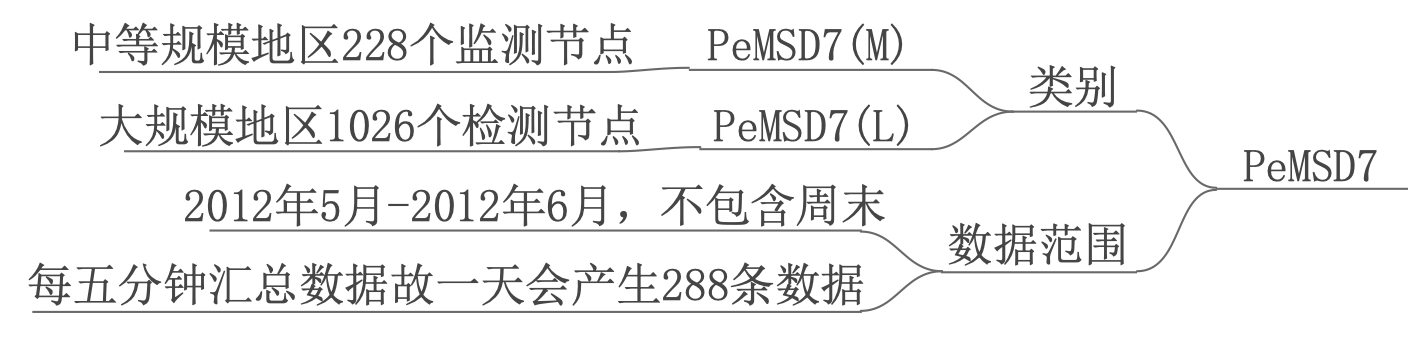 中等规模地区228个监测节点
PeMSD7(M)
类别
大规模地区1026个检测节点
PeMSD7(L)
PeMSD7
2012年5月-2012年6月，不包含周末
数据范围
每五分钟汇总数据故一天会产生288条数据